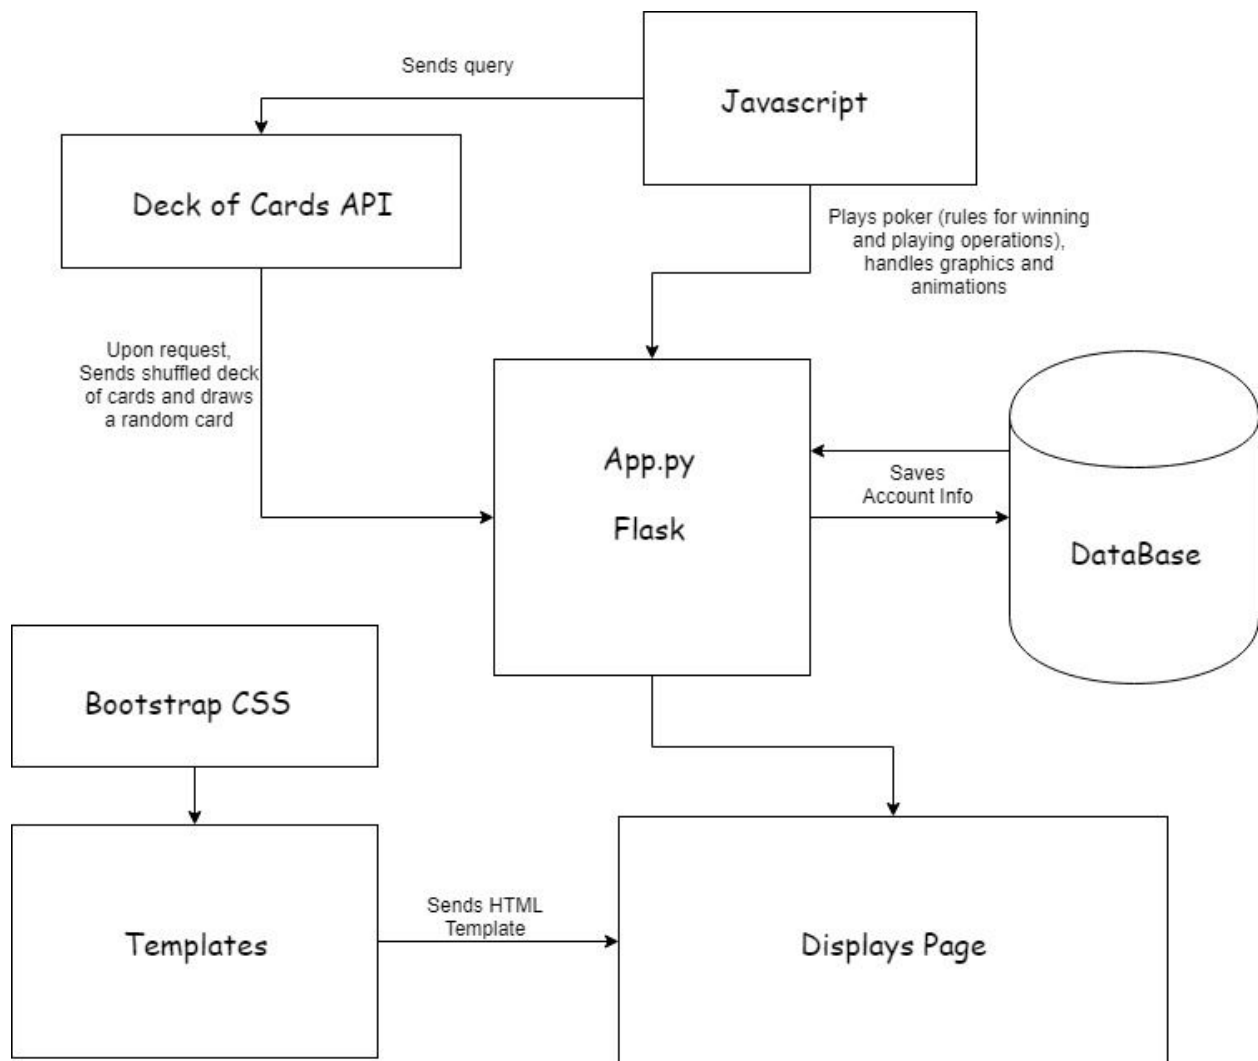 Sends query
Javascript
Deck of Cards API
Plays poker (rules for winning
and playing operations),
handles graphics and
animations
Upon request,
Sends shuffled deck
of cards and draws
a random card
App.py
Flask
Saves
Account Info
DataBase
Bootstrap CSS
Templates
Sends HTML
Template
Displays Page